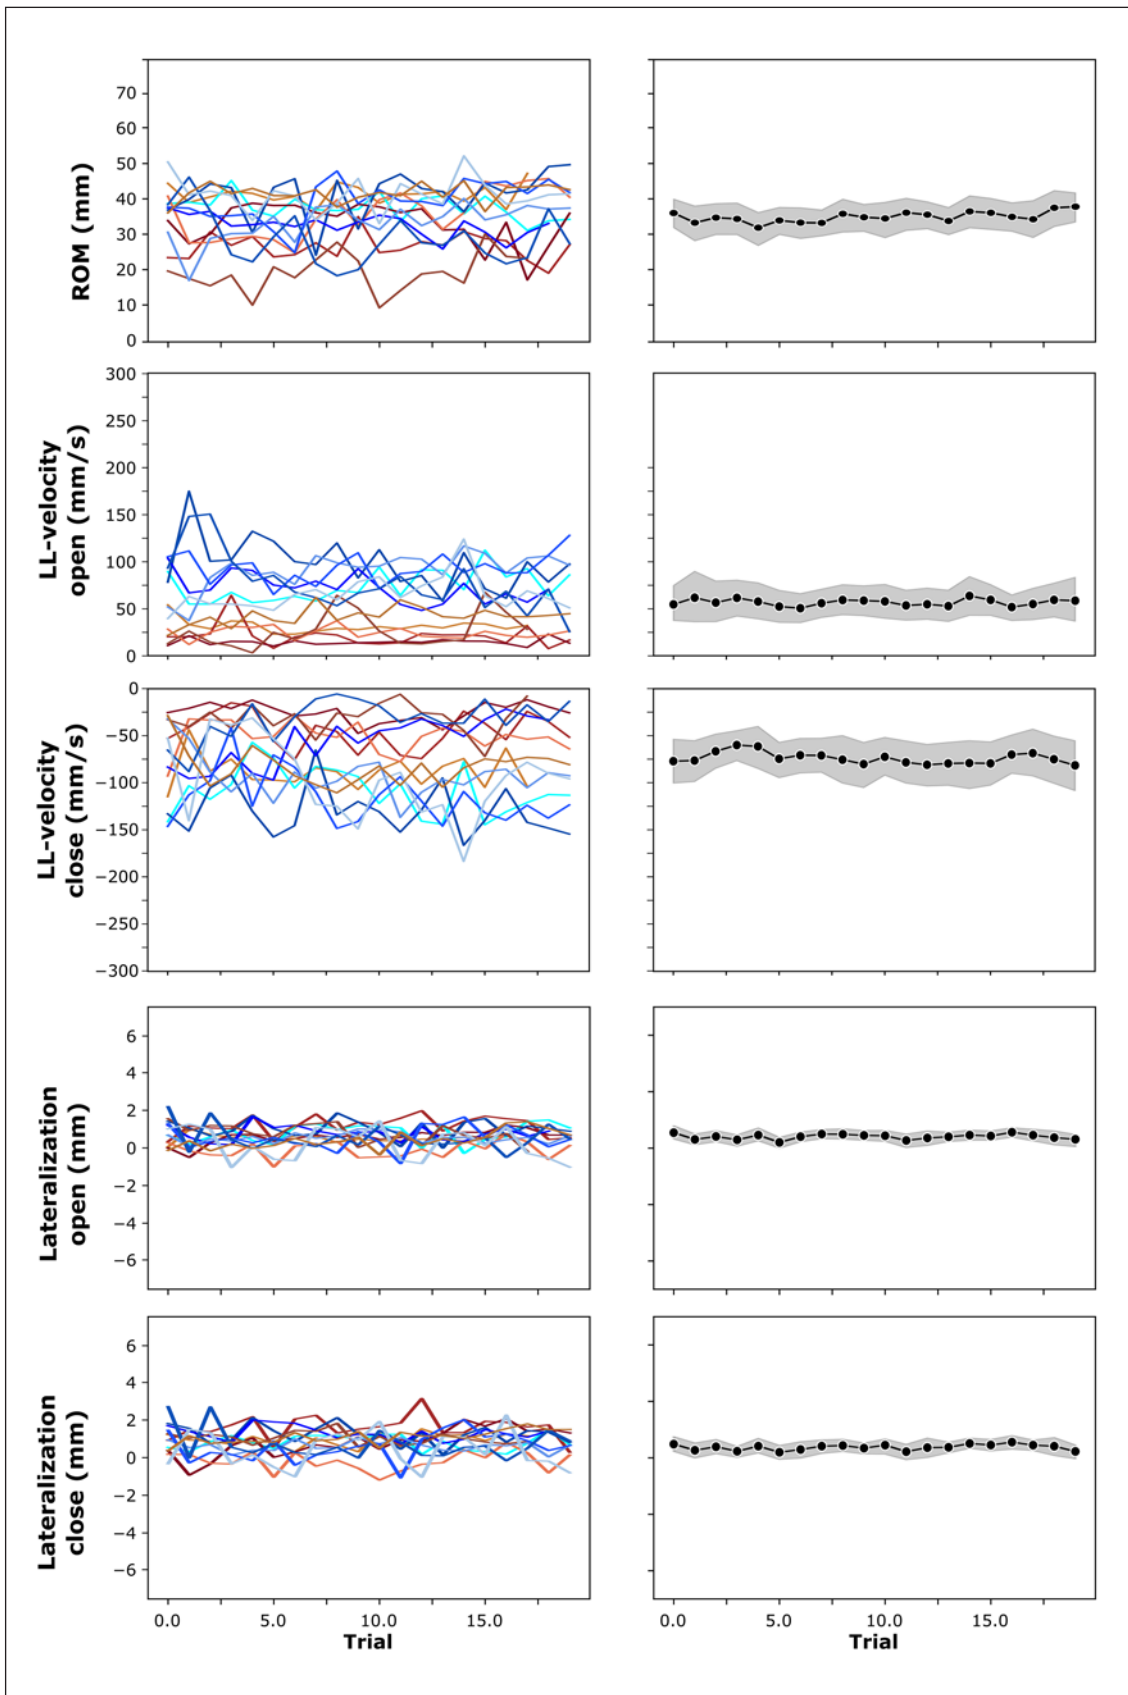 ROM (mm)
70
60
50
40
30
20
10
0
LL-velocity
open (mm/s)
300
250
200
150
100
50
0
LL-velocity
close (mm/s)
0
−50
−100
−150
−200
−250
−300
Lateralization
open (mm)
6
4
2
0
−2
−4
−6
Lateralization
close (mm)
6
4
2
0
−2
−4
−6
0.0 5.0 10.0 15.0
Trial
0.0 5.0 10.0 15.0
Trial